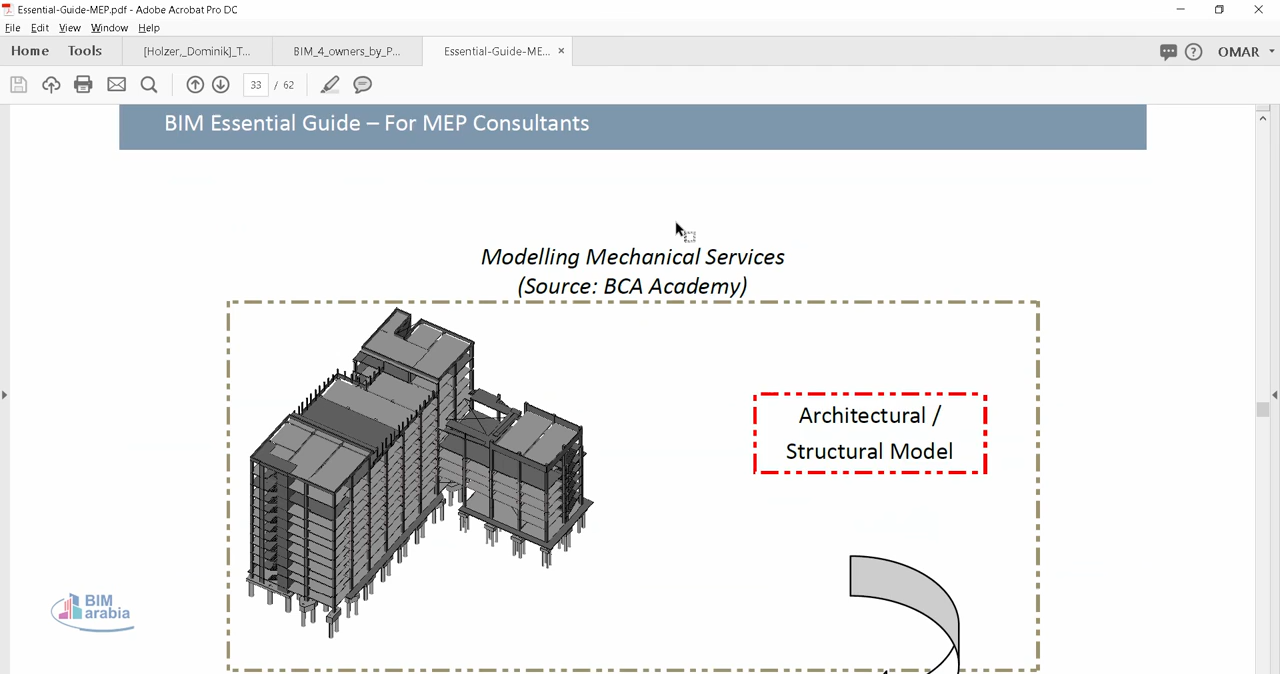 Essential-Guide-MEP.pdf - Adobe Acrobat Pro DC
File Edit View Window Help
Home Tools [Holzer,_Dominik]_T... BIM_4_owners_by_P... Essential-Guide-ME... × OMAR
33 / 62
BIM Essential Guide – For MEP Consultants
Modelling Mechanical Services
(Source: BCA Academy)
Architectural /
Structural Model
BIM
arabia